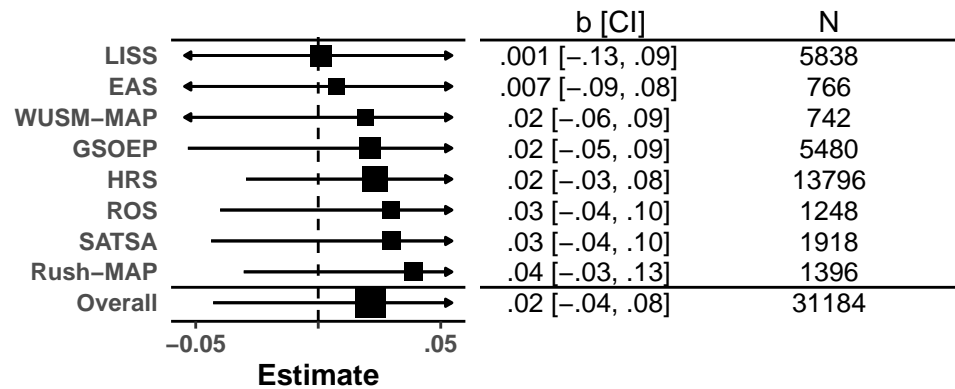 b [CI] N
LISS .001 [−.13, .09] 5838
EAS .007 [−.09, .08] 766
WUSM−MAP .02 [−.06, .09] 742
GSOEP .02 [−.05, .09] 5480
HRS .02 [−.03, .08] 13796
ROS .03 [−.04, .10] 1248
SATSA .03 [−.04, .10] 1918
Rush−MAP .04 [−.03, .13] 1396
Overall .02 [−.04, .08] 31184
−0.05 .05
Estimate